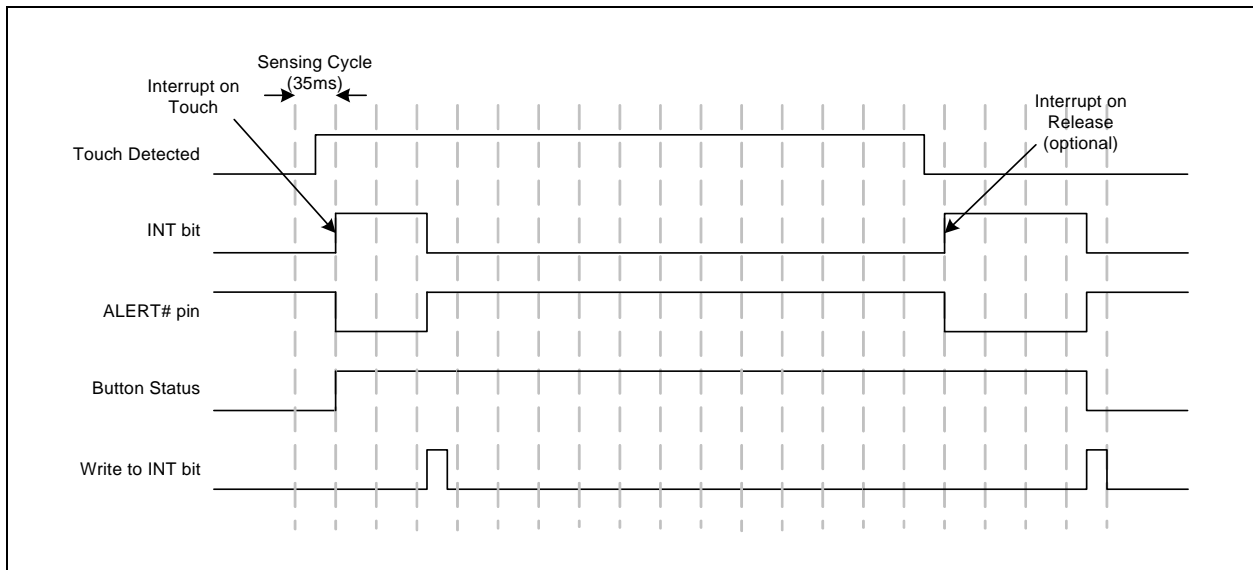 Sensing Cycle
(35ms)
Interrupt on
Touch
Interrupt on
Release
(optional)
Touch Detected
INT bit
ALERT# pin
Button Status
Write to INT bit